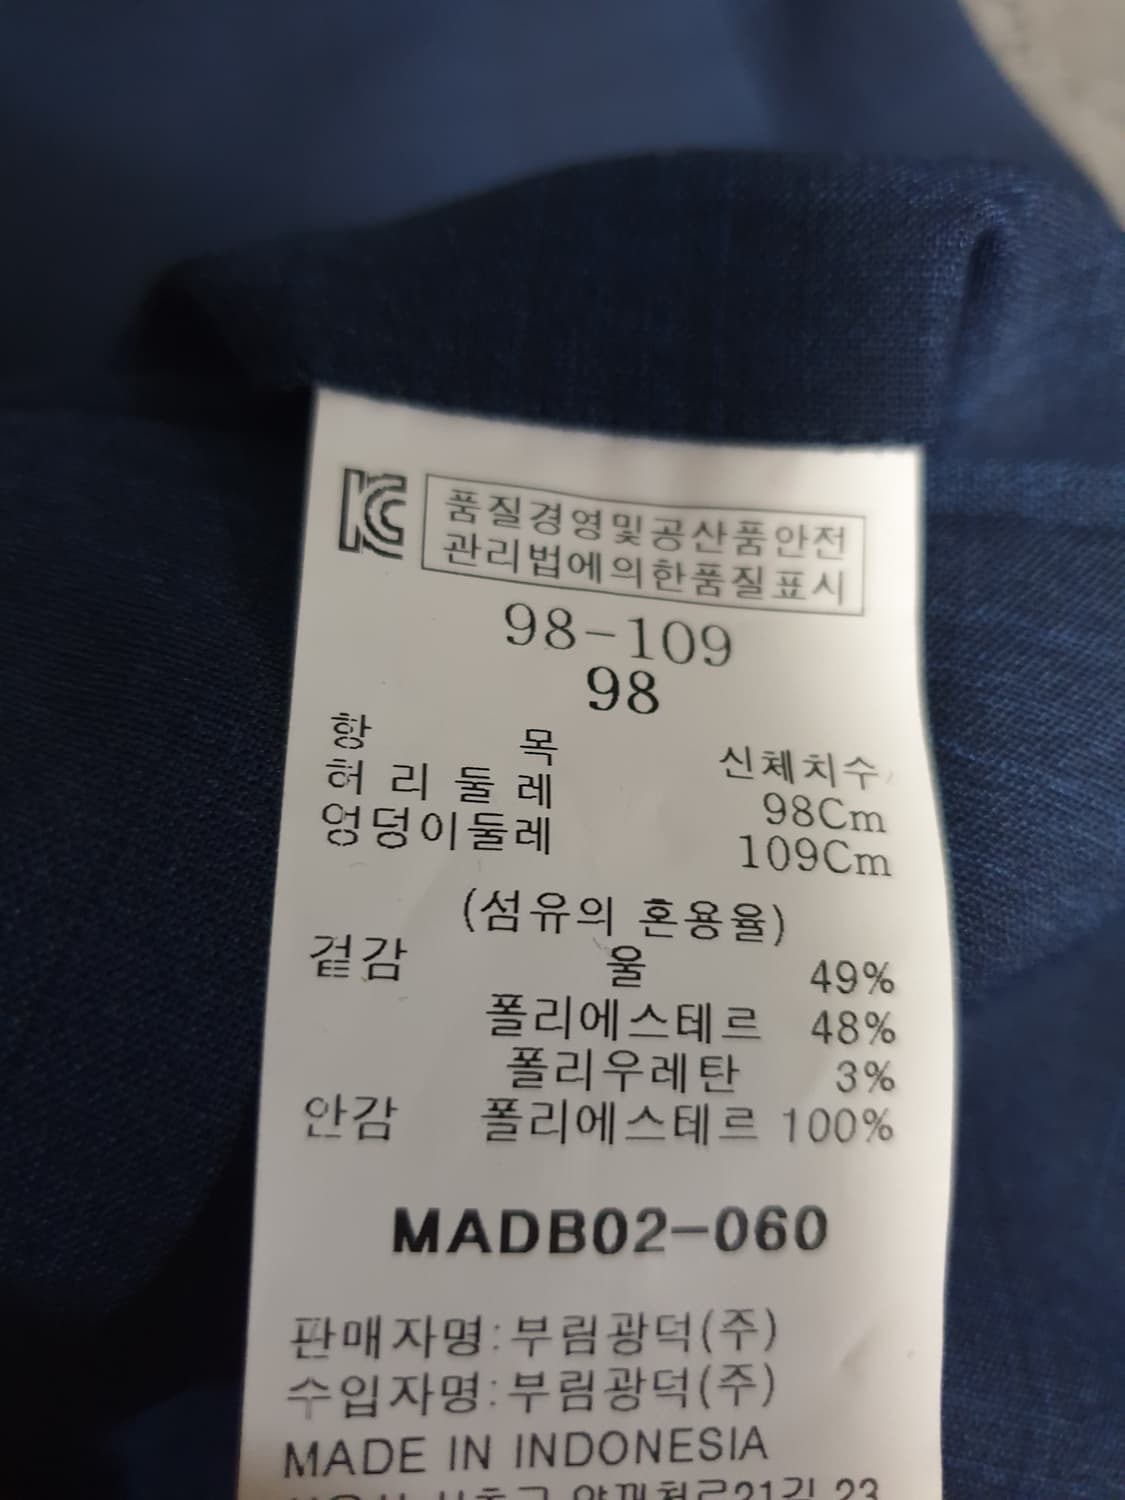 KC
품질경영및공산품안전
관리법에의한품질표시
98-109
98
항 목 신체치수
허 리 둘 레 98Cm
엉덩이둘레 109Cm
(섬유의 혼용율)
겉감 울 49%
폴리에스테르 48%
폴리우레탄 3%
안감 폴리에스테르 100%
MADB02-060
판매자명:부림광덕(주)
수입자명:부림광덕(주)
MADE IN INDONESIA
21길 23